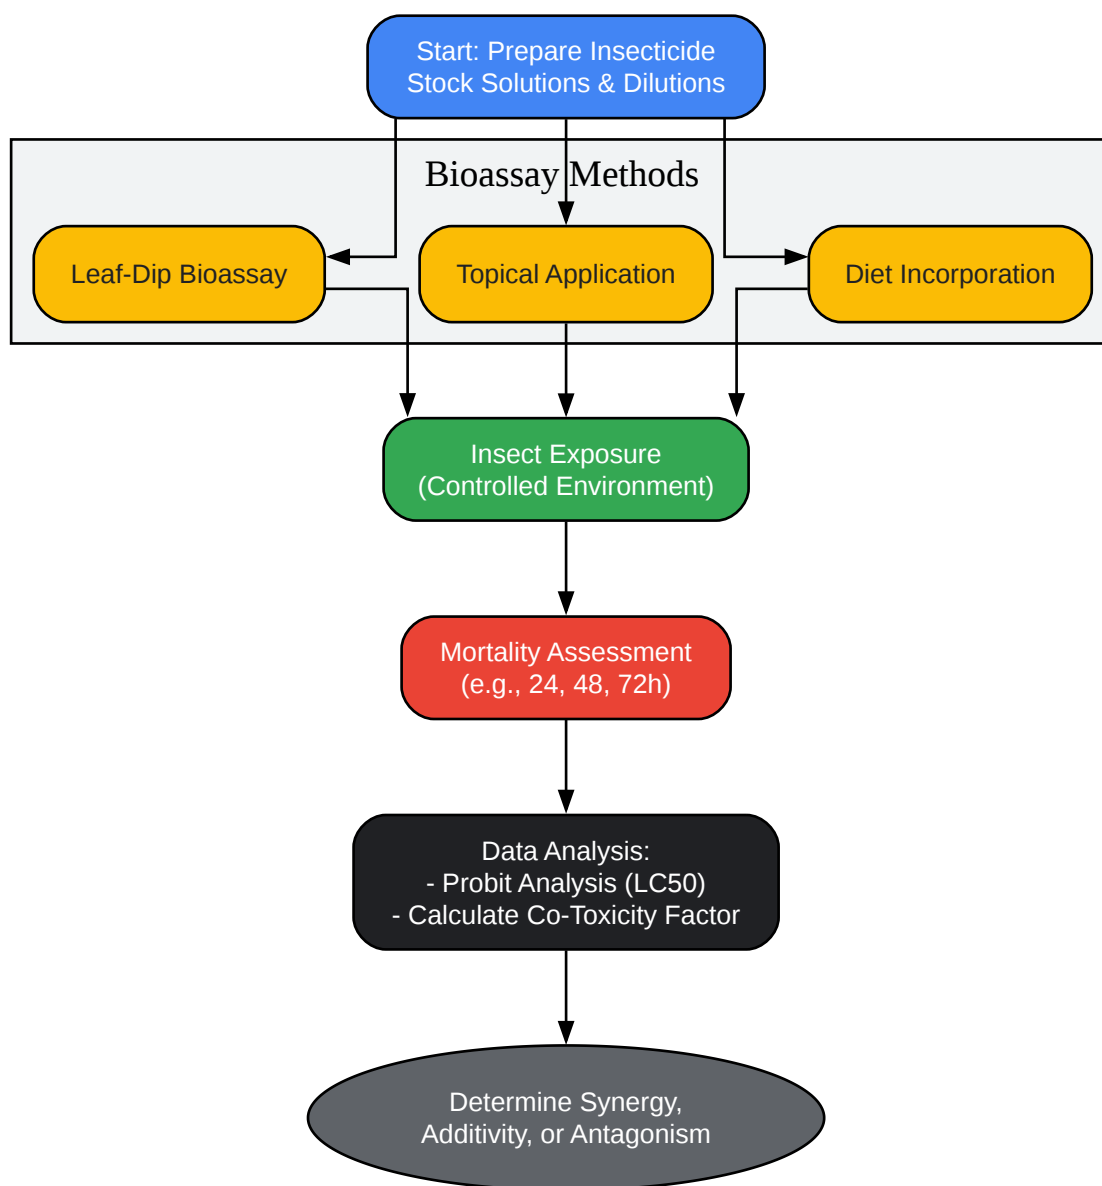 Start: Prepare Insecticide
Stock Solutions & Dilutions
Bioassay Methods
Leaf-Dip Bioassay
Topical Application
Diet Incorporation
Insect Exposure
(Controlled Environment)
Mortality Assessment
(e.g., 24, 48, 72h)
Data Analysis:
- Probit Analysis (LC50)
- Calculate Co-Toxicity Factor
Determine Synergy,
Additivity, or Antagonism